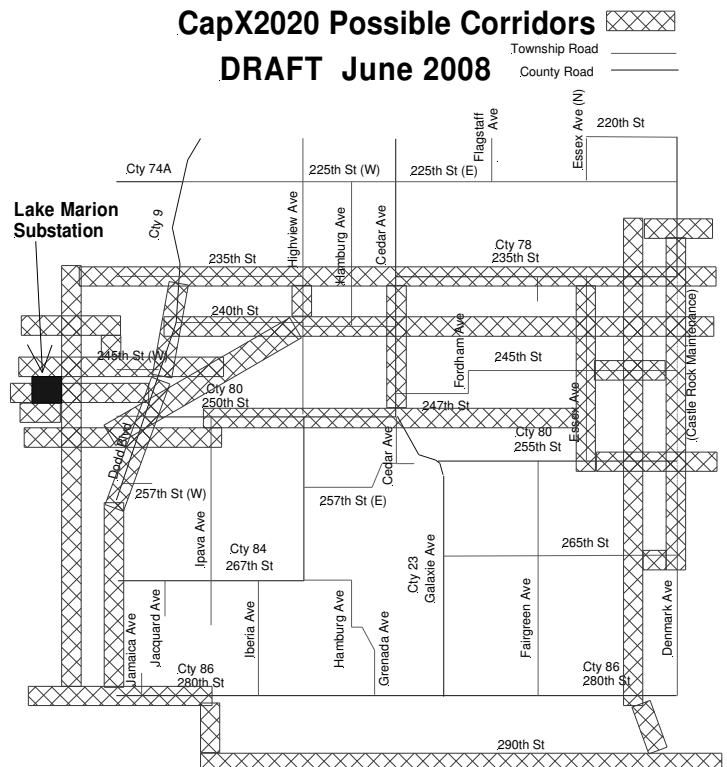 CapX2020 Possible Corridors
DRAFT June 2008
Township Road
County Road
Flagstaff
Ave
Essex Ave (N)
220th St
Cty 74A
225th St (W)
225th St (E)
Lake Marion
Substation
Cty 9
Highview Ave
Hamburg Ave
Cedar Ave
235th St
Cty 78
235th St
240th St
245th St (W)
Fordham Ave
245th St
(Castle Rock Maintenance)
Cty 80
250th St
247th St
Essex Ave
Cty 80
255th St
Dodd Blvd
Cedar Ave
257th St (W)
257th St (E)
Ipava Ave
Cty 84
267th St
Cty 23
Galaxie Ave
265th St
Jamaica Ave
Jacquard Ave
Iberia Ave
Hamburg Ave
Grenada Ave
Fairgreen Ave
Denmark Ave
Cty 86
280th St
Cty 86
280th St
290th St